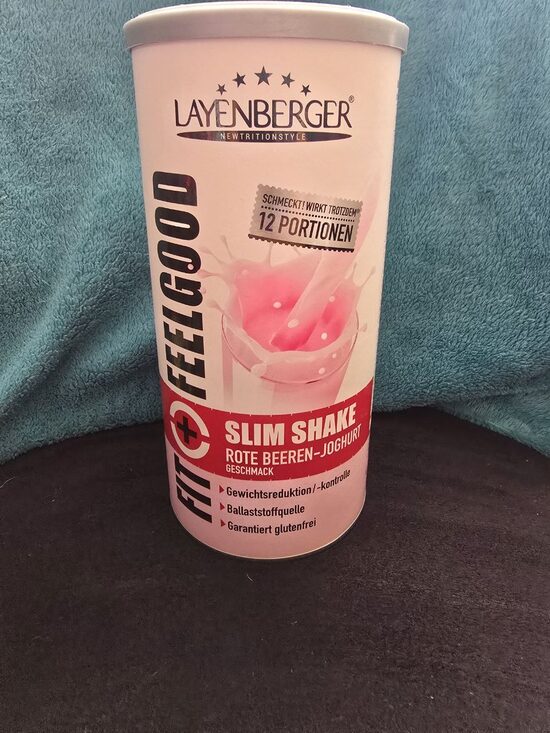 LAYENBERGER®
NEWTRITIONSTYLE
SCHMECKT! WIRKT TROTZDEM
12 PORTIONEN
FIT+FEELGOOD
SLIM SHAKE
ROTE BEEREN-JOGHURT
GESCHMACK
Gewichtsreduktion/-kontrolle
Ballaststoffquelle
Garantiert glutenfrei